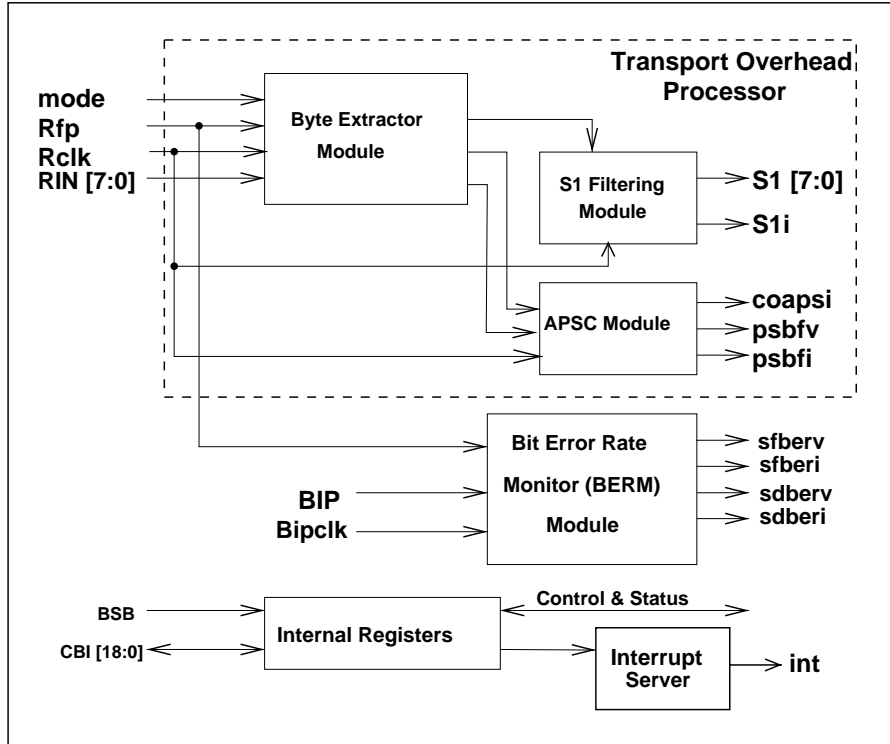 Transport Overhead
Processor
mode
Rfp
Rclk
RIN [7:0]
Byte Extractor
Module
S1 Filtering
Module
S1 [7:0]
S1i
APSC Module
coapsi
psbfv
psbfi
Bit Error Rate
Monitor (BERM)
Module
BIP
Bipclk
sfberv
sfberi
sdberv
sdberi
BSB
CBI [18:0]
Internal Registers
Control & Status
Interrupt
Server
int